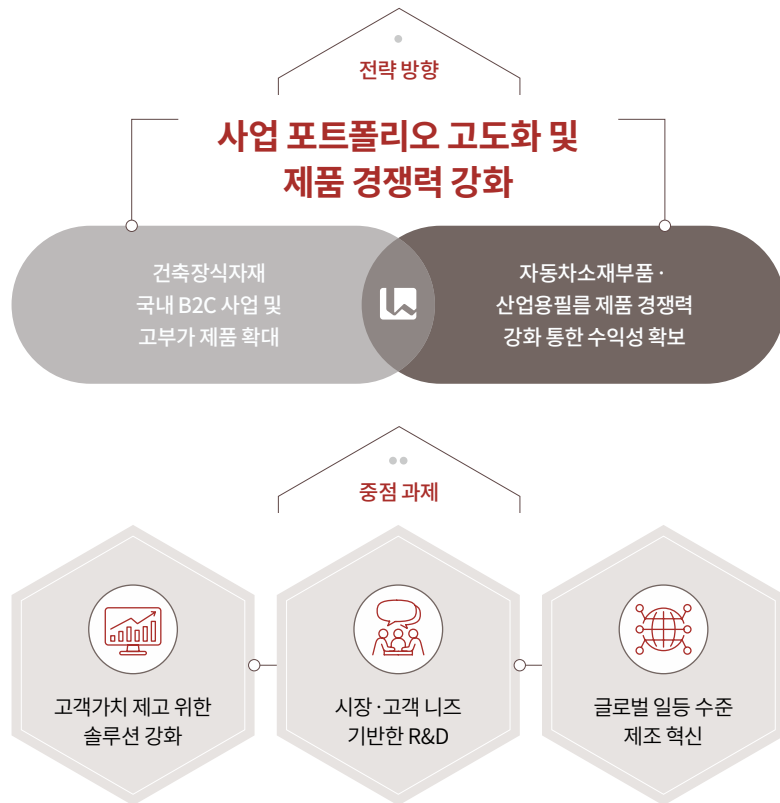 전략 방향
사업 포트폴리오 고도화 및
제품 경쟁력 강화
건축장식자재
국내 B2C 사업 및
고부가 제품 확대
자동차소재부품 ·
산업용필름 제품 경쟁력
강화 통한 수익성 확보
중점 과제
고객가치 제고 위한
솔루션 강화
시장 · 고객 니즈
기반한 R&D
글로벌 일등 수준
제조 혁신